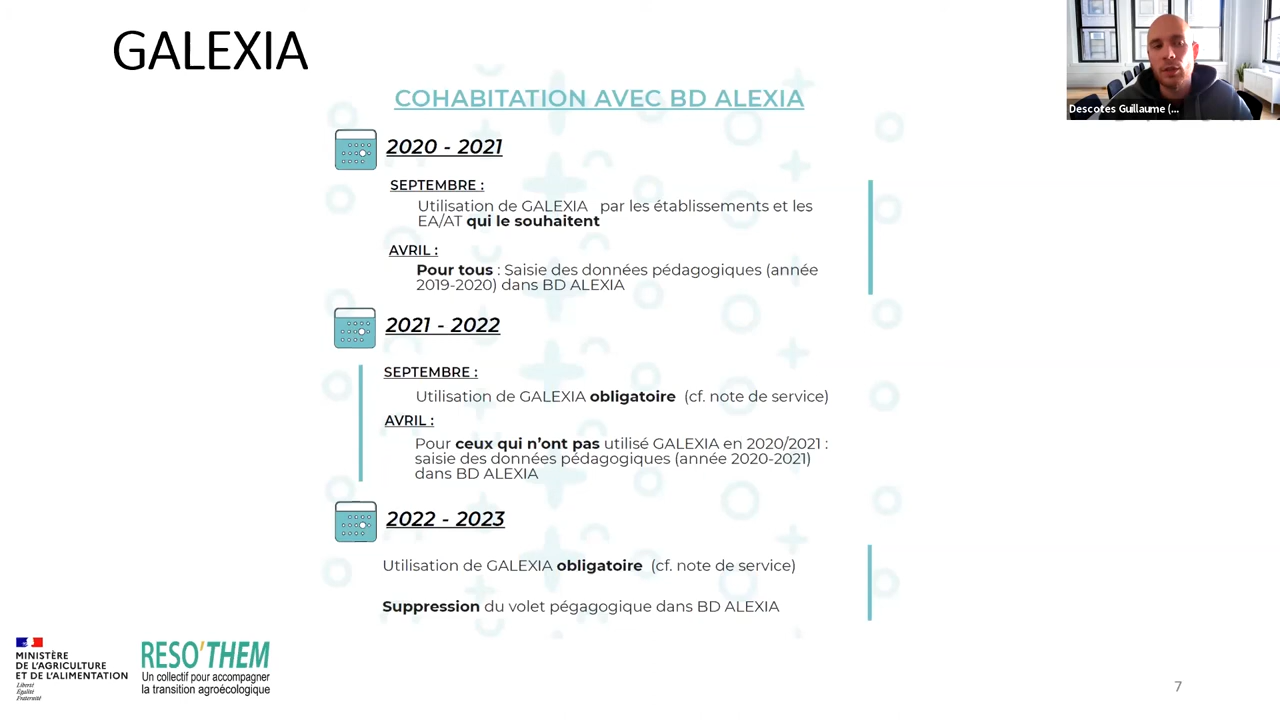 GALEXIA
Descotes Guillaume (...
COHABITATION AVEC BD ALEXIA
2020 - 2021
SEPTEMBRE :
Utilisation de GALEXIA par les établissements et les
EA/AT qui le souhaitent
AVRIL :
Pour tous : Saisie des données pédagogiques (année
2019-2020) dans BD ALEXIA
2021 - 2022
SEPTEMBRE :
Utilisation de GALEXIA obligatoire (cf. note de service)
AVRIL :
Pour ceux qui n'ont pas utilisé GALEXIA en 2020/2021 :
saisie des données pédagogiques (année 2020-2021)
dans BD ALEXIA
2022 - 2023
Utilisation de GALEXIA obligatoire (cf. note de service)
Suppression du volet pégagogique dans BD ALEXIA
MINISTÈRE
DE L'AGRICULTURE
ET DE L'ALIMENTATION
Liberté
Égalité
Fraternité
RESO'THEM
Un collectif pour accompagner
la transition agroécologique
7